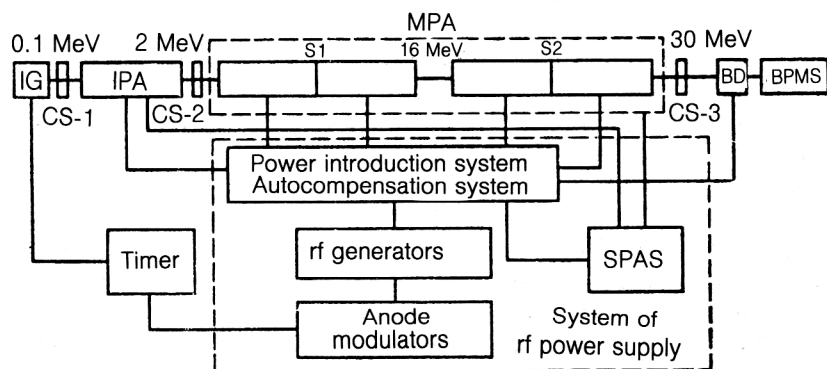 MPA
0.1 MeV
2 MeV
S1
16 MeV
S2
30 MeV
IG
IPA
BD
BPMS
CS-1
CS-2
CS-3
Power introduction system
Autocompensation system
Timer
rf generators
SPAS
Anode
modulators
System of
rf power supply